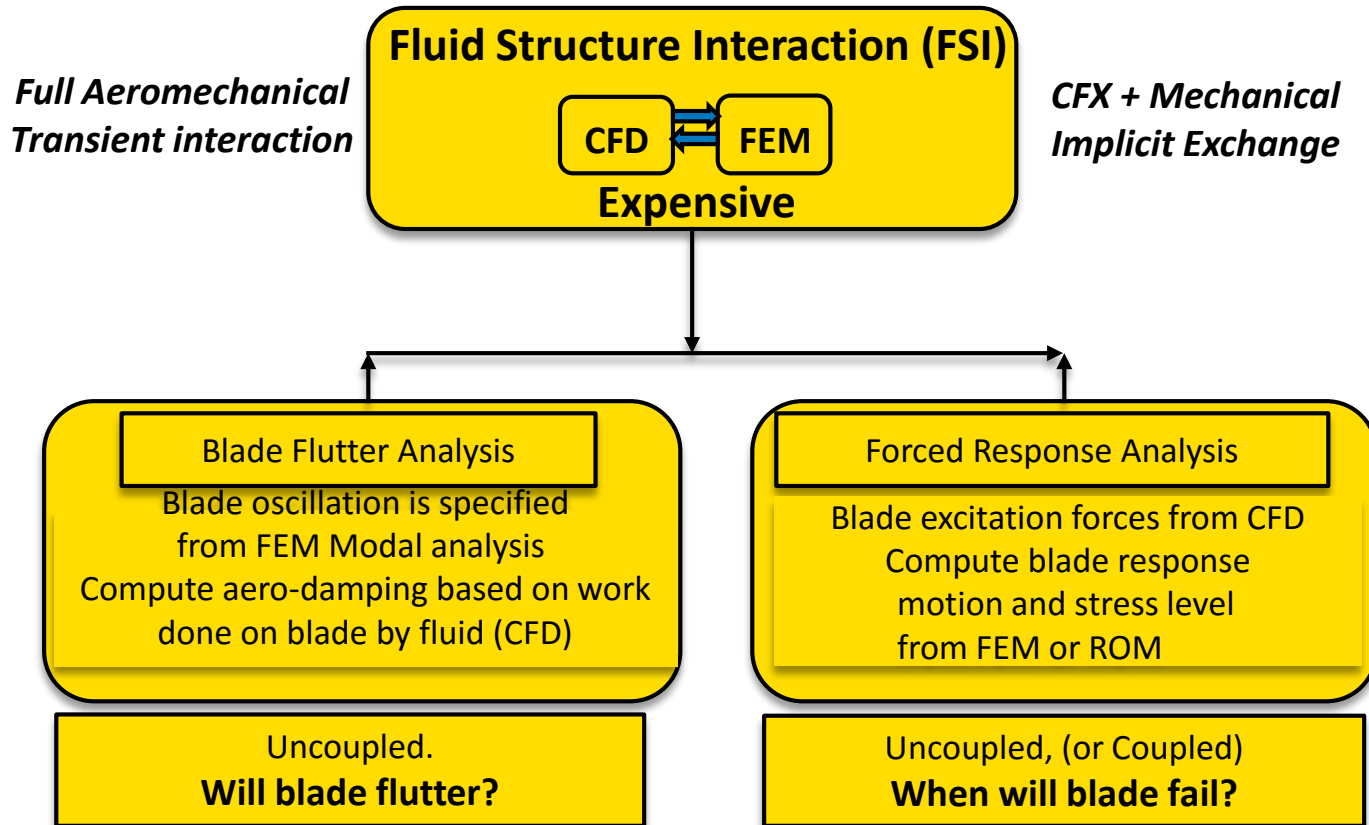 Fluid Structure Interaction (FSI)
Full Aeromechanical
Transient interaction
CFD
FEM
CFX + Mechanical
Implicit Exchange
Expensive
Blade Flutter Analysis
Blade oscillation is specified
from FEM Modal analysis
Compute aero-damping based on work
done on blade by fluid (CFD)
Uncoupled.
Will blade flutter?
Forced Response Analysis
Blade excitation forces from CFD
Compute blade response
motion and stress level
from FEM or ROM
Uncoupled, (or Coupled)
When will blade fail?